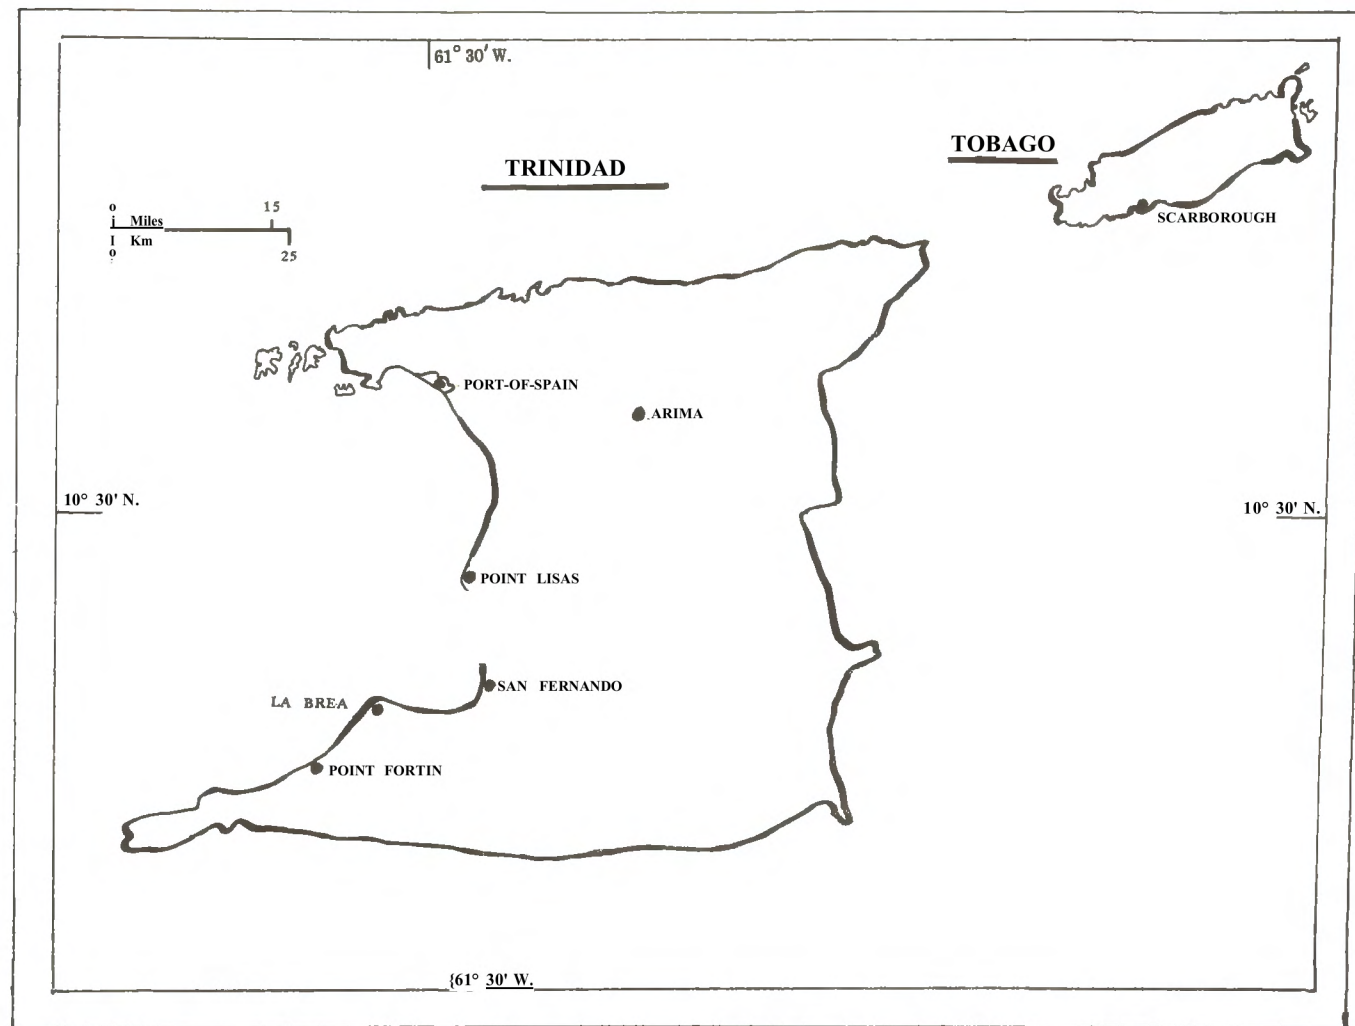 61° 30' W.
TRINIDAD
TOBAGO
SCARBOROUGH
o 15
Miles
Km
o 25
PORT-OF-SPAIN
ARIMA
10° 30' N.
10° 30' N.
POINT LISAS
SAN FERNANDO
LA BREA
POINT FORTIN
{61° 30' W.